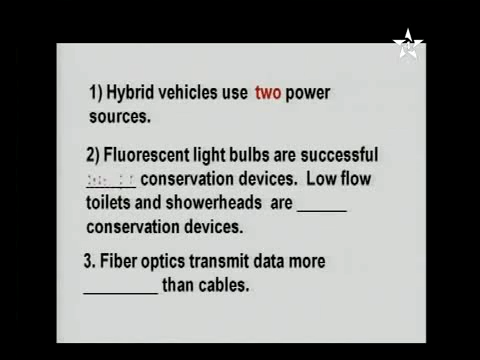 1) Hybrid vehicles use two power
sources.
2) Fluorescent light bulbs are successful
______ conservation devices. Low flow
toilets and showerheads are ______
conservation devices.
3. Fiber optics transmit data more
_________ than cables.